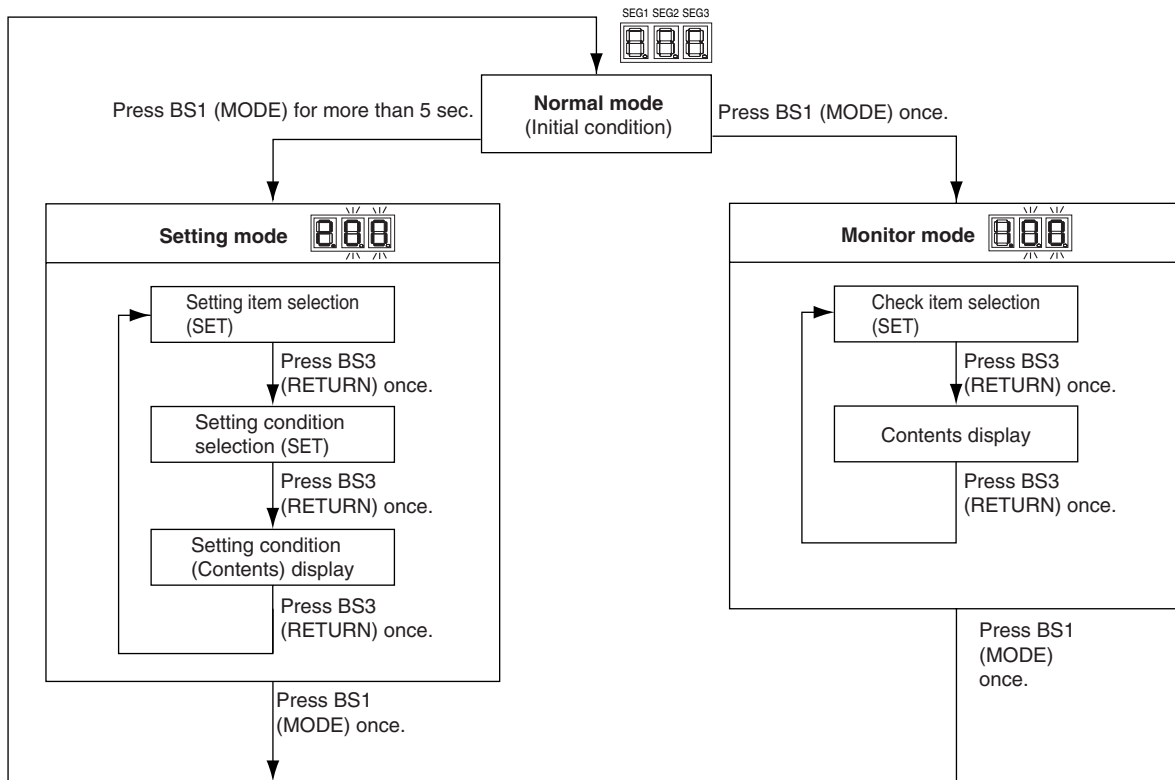 SEG1 SEG2 SEG3
Normal mode
(Initial condition)
Press BS1 (MODE) for more than 5 sec.
Press BS1 (MODE) once.
Setting mode
Setting item selection
(SET)
Press BS3
(RETURN) once.
Setting condition
selection (SET)
Press BS3
(RETURN) once.
Setting condition
(Contents) display
Press BS3
(RETURN) once.
Press BS1
(MODE) once.
Monitor mode
Check item selection
(SET)
Press BS3
(RETURN) once.
Contents display
Press BS3
(RETURN) once.
Press BS1
(MODE)
once.